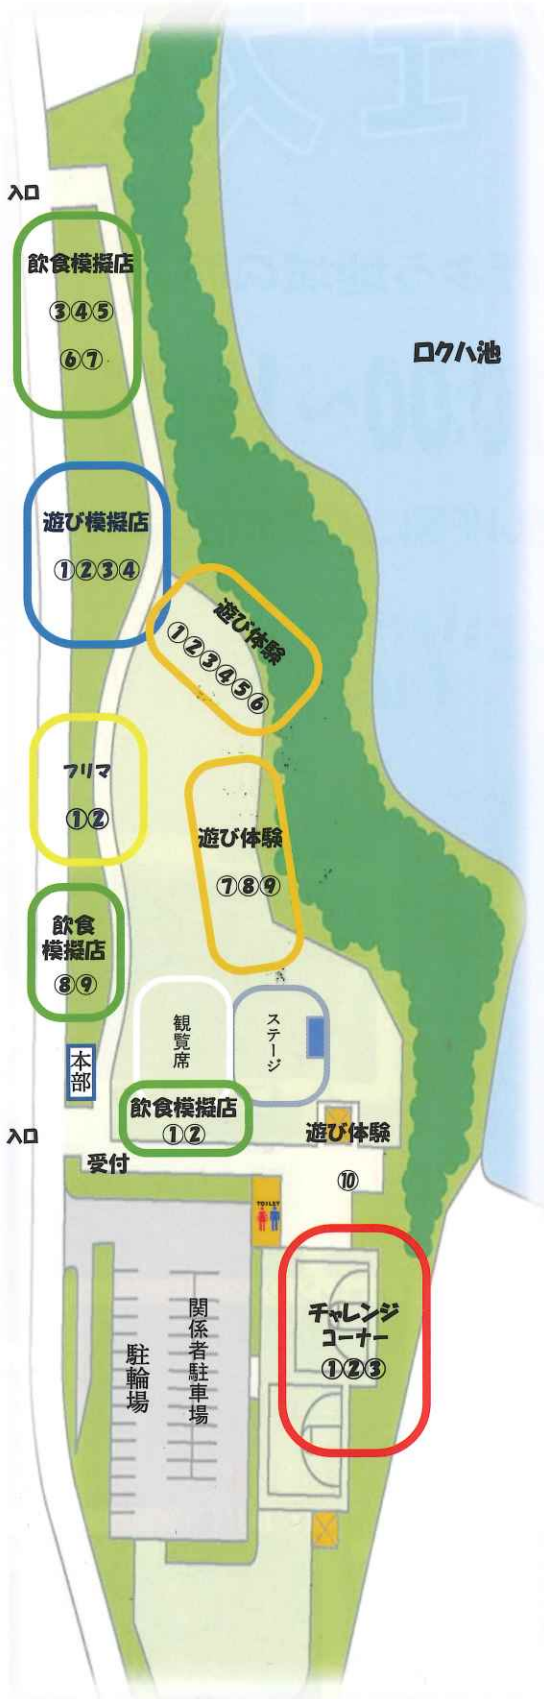 入口
飲食模擬店
③④⑤
⑥⑦
ロクハ池
遊び模擬店
①②③④
遊び体験
①②③④⑤⑥
フリマ
①②
遊び体験
⑦⑧⑨
飲食
模擬店
⑧⑨
観覧席
ステージ
本部
飲食模擬店
①②
入口
受付
遊び体験
⑩
TOILET
チャレンジ
コーナー
①②③
関係者駐車場
駐輪場